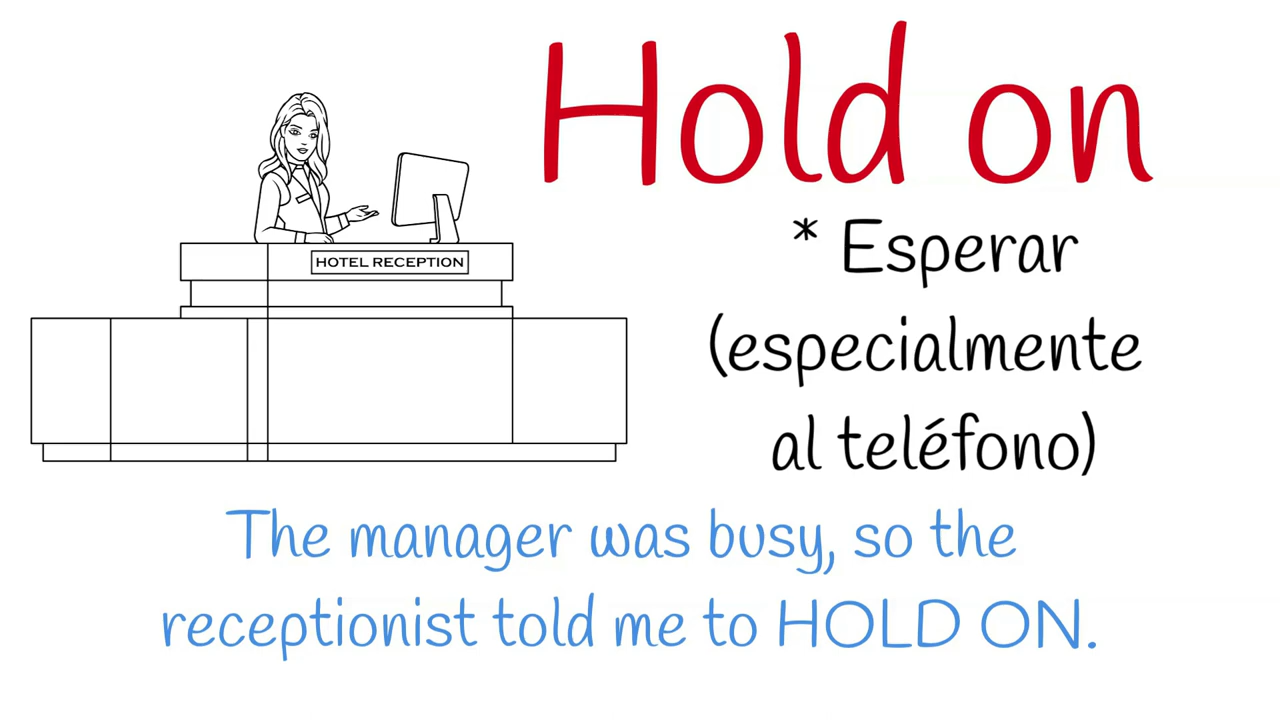 Hold on
HOTEL RECEPTION
* Esperar
(especialmente
al teléfono)
The manager was busy, so the
receptionist told me to HOLD ON.